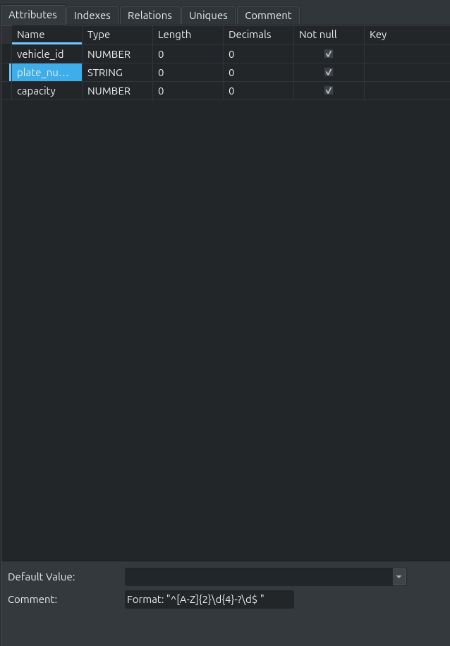 Attributes Indexes Relations Uniques Comment
Name Type Length Decimals Not null Key
vehicle_id NUMBER 0 0
plate_nu... STRING 0 0
capacity NUMBER 0 0
Default Value:
Comment: Format: "^[A-Z]{2}\d{4}-?\d$ "